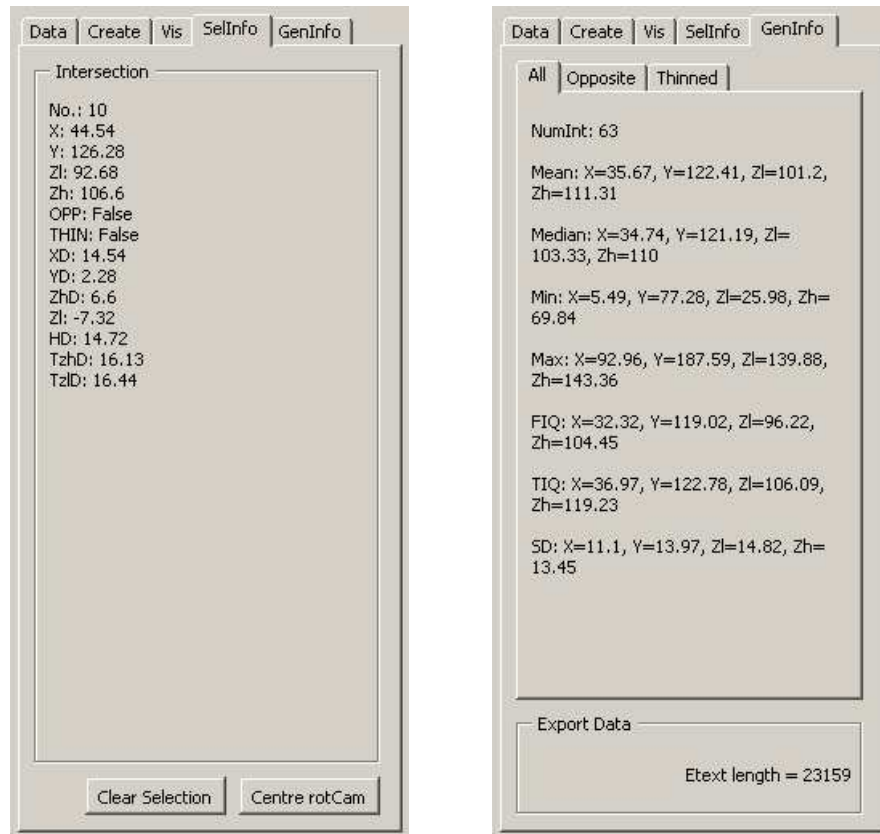 Data Create Vis SelInfo GenInfo
Intersection
No.: 10
X: 44.54
Y: 126.28
Zl: 92.68
Zh: 106.6
OPP: False
THIN: False
XD: 14.54
YD: 2.28
ZhD: 6.6
Zl: -7.32
HD: 14.72
TzhD: 16.13
TzlD: 16.44
Clear Selection Centre rotCam
Data Create Vis SelInfo GenInfo
All Opposite Thinned
NumInt: 63
Mean: X=35.67, Y=122.41, Zl=101.2,
Zh=111.31
Median: X=34.74, Y=121.19, Zl=
103.33, Zh=110
Min: X=5.49, Y=77.28, Zl=25.98, Zh=
69.84
Max: X=92.96, Y=187.59, Zl=139.88,
Zh=143.36
FIQ: X=32.32, Y=119.02, Zl=96.22,
Zh=104.45
TIQ: X=36.97, Y=122.78, Zl=106.09,
Zh=119.23
SD: X=11.1, Y=13.97, Zl=14.82, Zh=
13.45
Export Data
Etext length = 23159